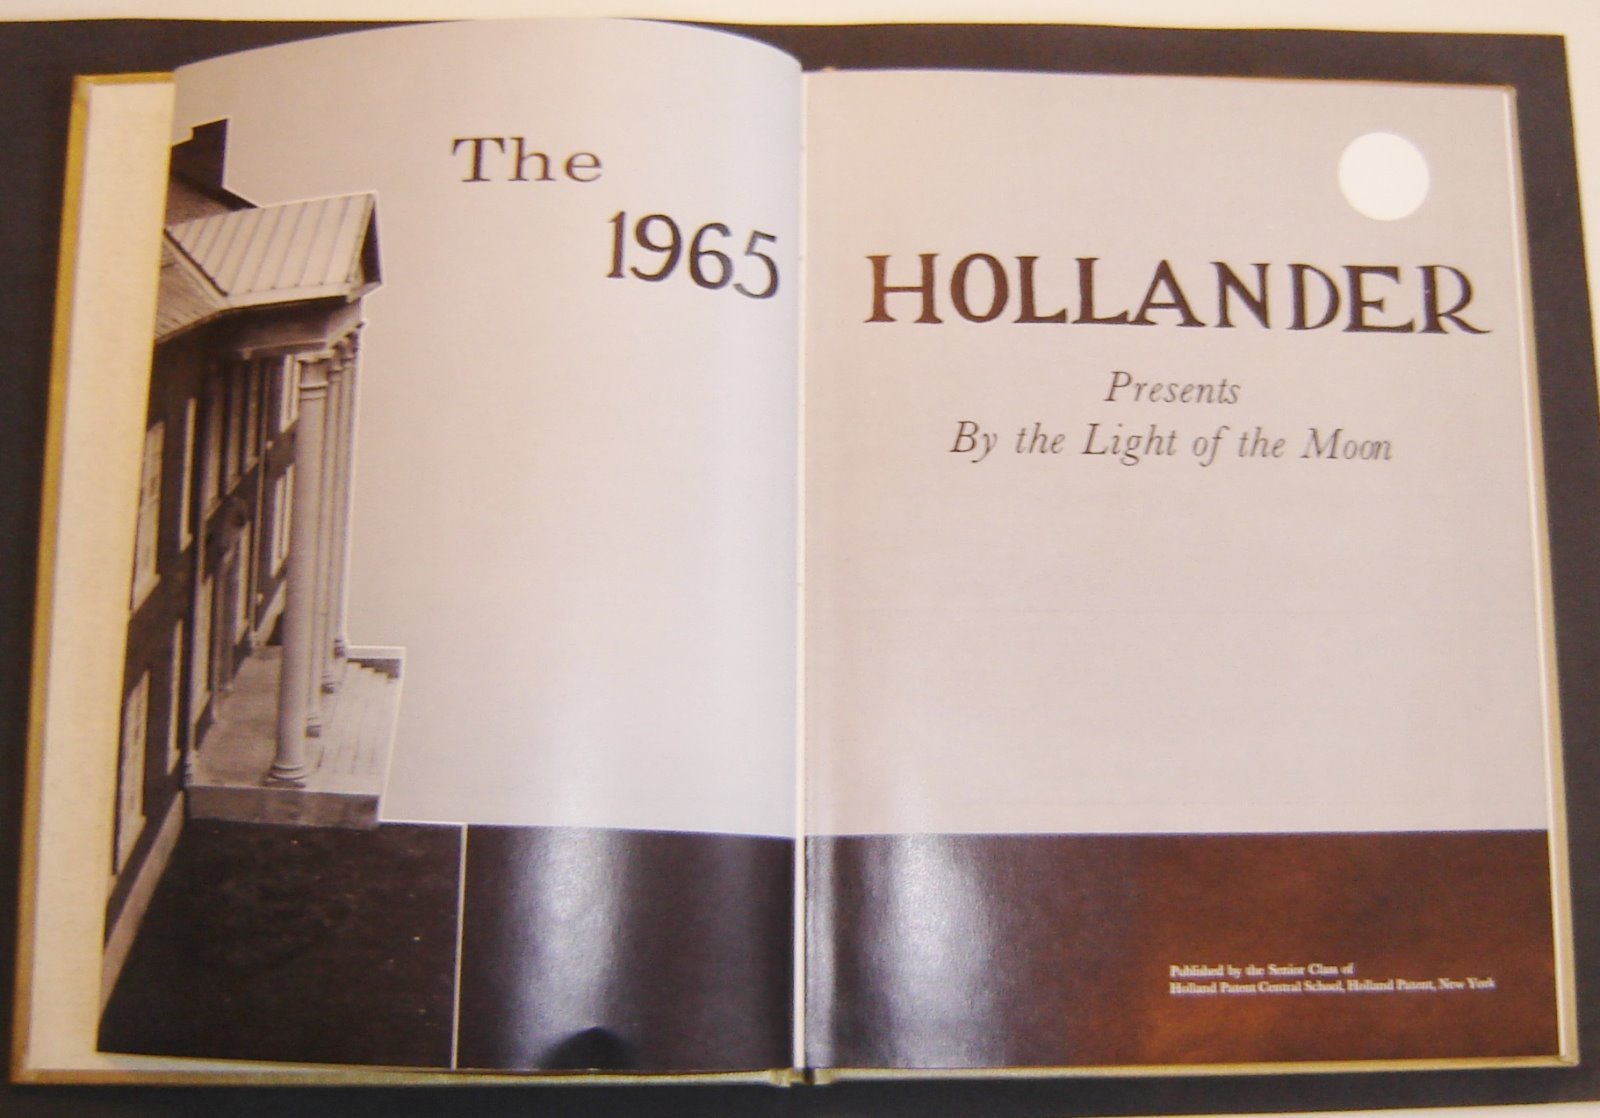 The
1965
HOLLANDER
Presents
By the Light of the Moon
Published by the Senior Class of
Holland Patent Central School, Holland Patent, New York